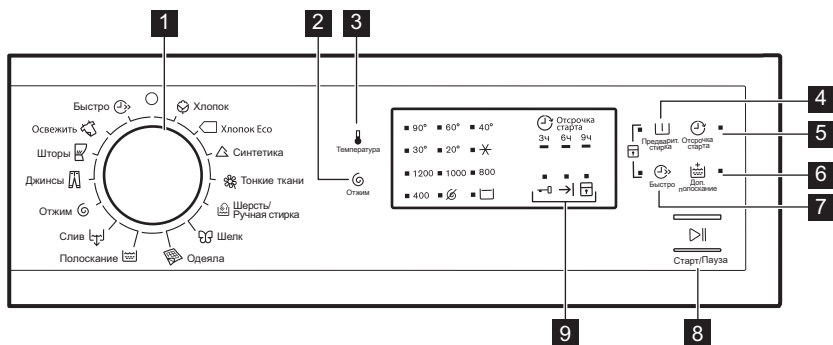 1
2
3
4
5
6
7
8
9
Быстро
Хлопок
Освежить
Хлопок Eco
Шторы
Синтетика
Джинсы
Тонкие ткани
Отжим
Шерсть/
Ручная стирка
Слив
Шелк
Полоскание
Одеяла
Температура
Отжим
90° 60° 40°
30° 20°
1200 1000 800
400
Отсрочка
старта
3ч 6ч 9ч
Предварит.
стирка
Отсрочка
старта
Быстро
Доп.
полоскание
Старт/Пауза